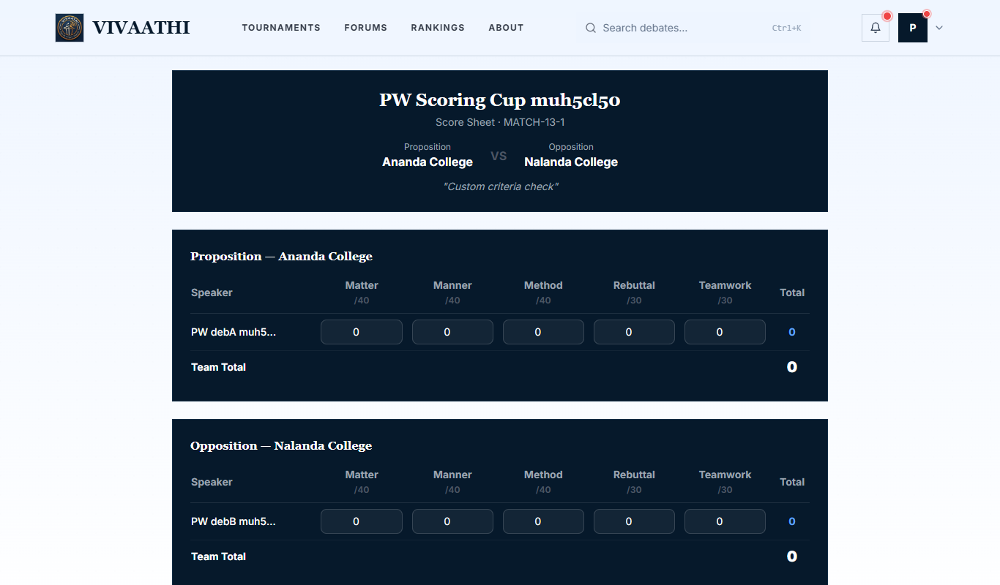 VIVAATHI TOURNAMENTS FORUMS RANKINGS ABOUT Search debates... Ctrl+K P
PW Scoring Cup muh5cl50
Score Sheet · MATCH-13-1
Proposition Opposition
Ananda College VS Nalanda College
"Custom criteria check"
Proposition — Ananda College
Speaker Matter Manner Method Rebuttal Teamwork Total
/40 /40 /40 /30 /30
PW debA muh5... 0 0 0 0 0 0
Team Total 0
Opposition — Nalanda College
Speaker Matter Manner Method Rebuttal Teamwork Total
/40 /40 /40 /30 /30
PW debB muh5... 0 0 0 0 0 0
Team Total 0